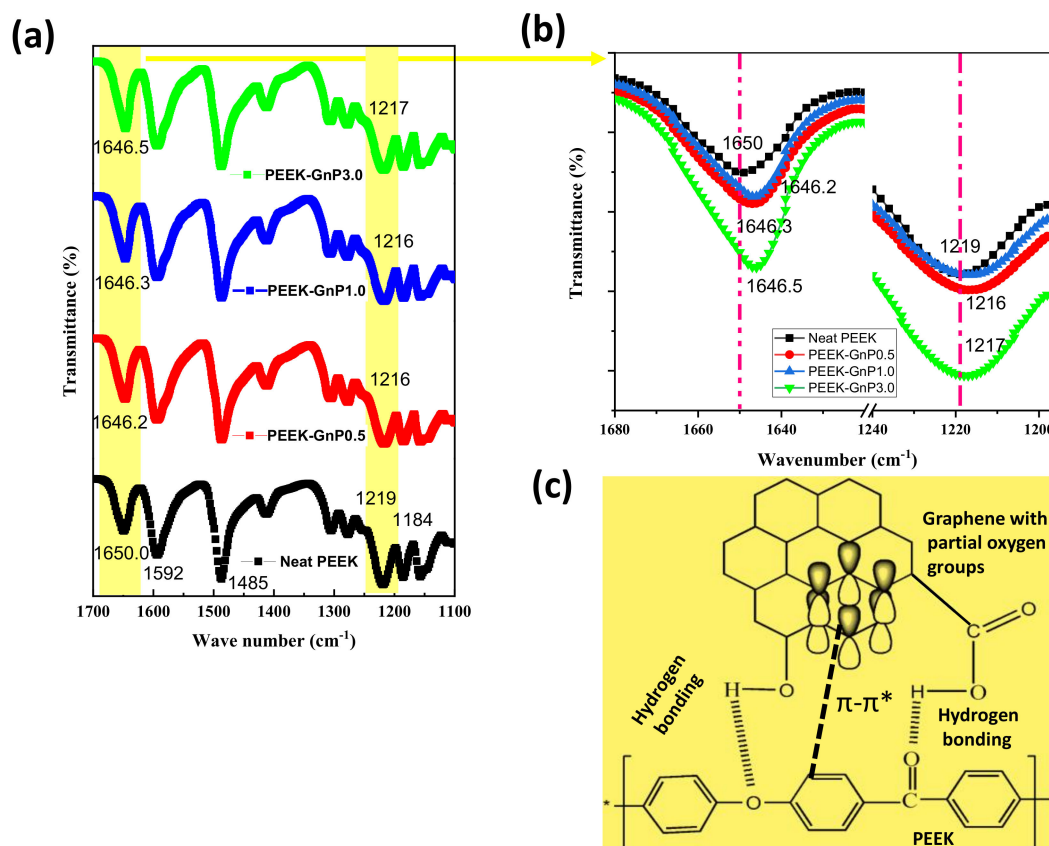 (a)
1217
1646.5
PEEK-GnP3.0
1216
1646.3
PEEK-GnP1.0
1216
1646.2
PEEK-GnP0.5
1219
1184
1650.0
1592
1485
Neat PEEK
Transmittance (%)
1700 1600 1500 1400 1300 1200 1100
Wave number (cm⁻¹)
(b)
1650
1646.2
1646.3
1646.5
1219
1216
1217
Neat PEEK
PEEK-GnP0.5
PEEK-GnP1.0
PEEK-GnP3.0
Transmittance (%)
1680 1660 1640 1240 1220 1200
Wavenumber (cm⁻¹)
(c)
Graphene with
partial oxygen
groups
O
C
H O
H O
Hydrogen
bonding
π-π*
Hydrogen
bonding
O
* O C
PEEK